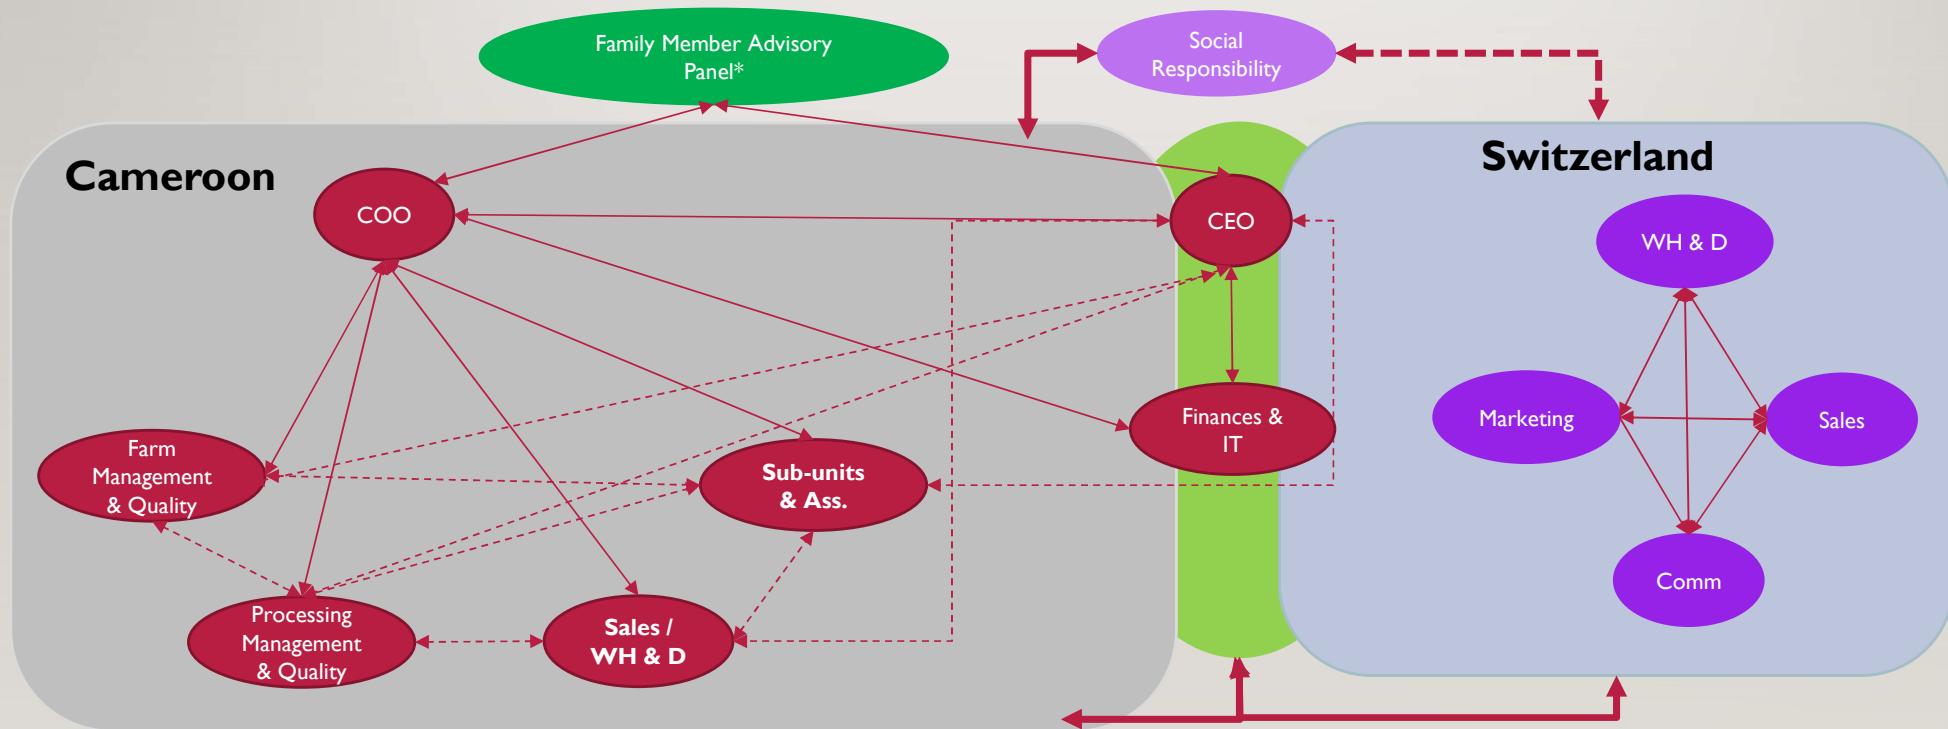 Family Member Advisory
Panel*
Social
Responsibility
Cameroon
Switzerland
COO
CEO
WH & D
Finances &
IT
Marketing
Sales
Farm
Management
& Quality
Sub-units
& Ass.
Comm
Processing
Management
& Quality
Sales /
WH & D